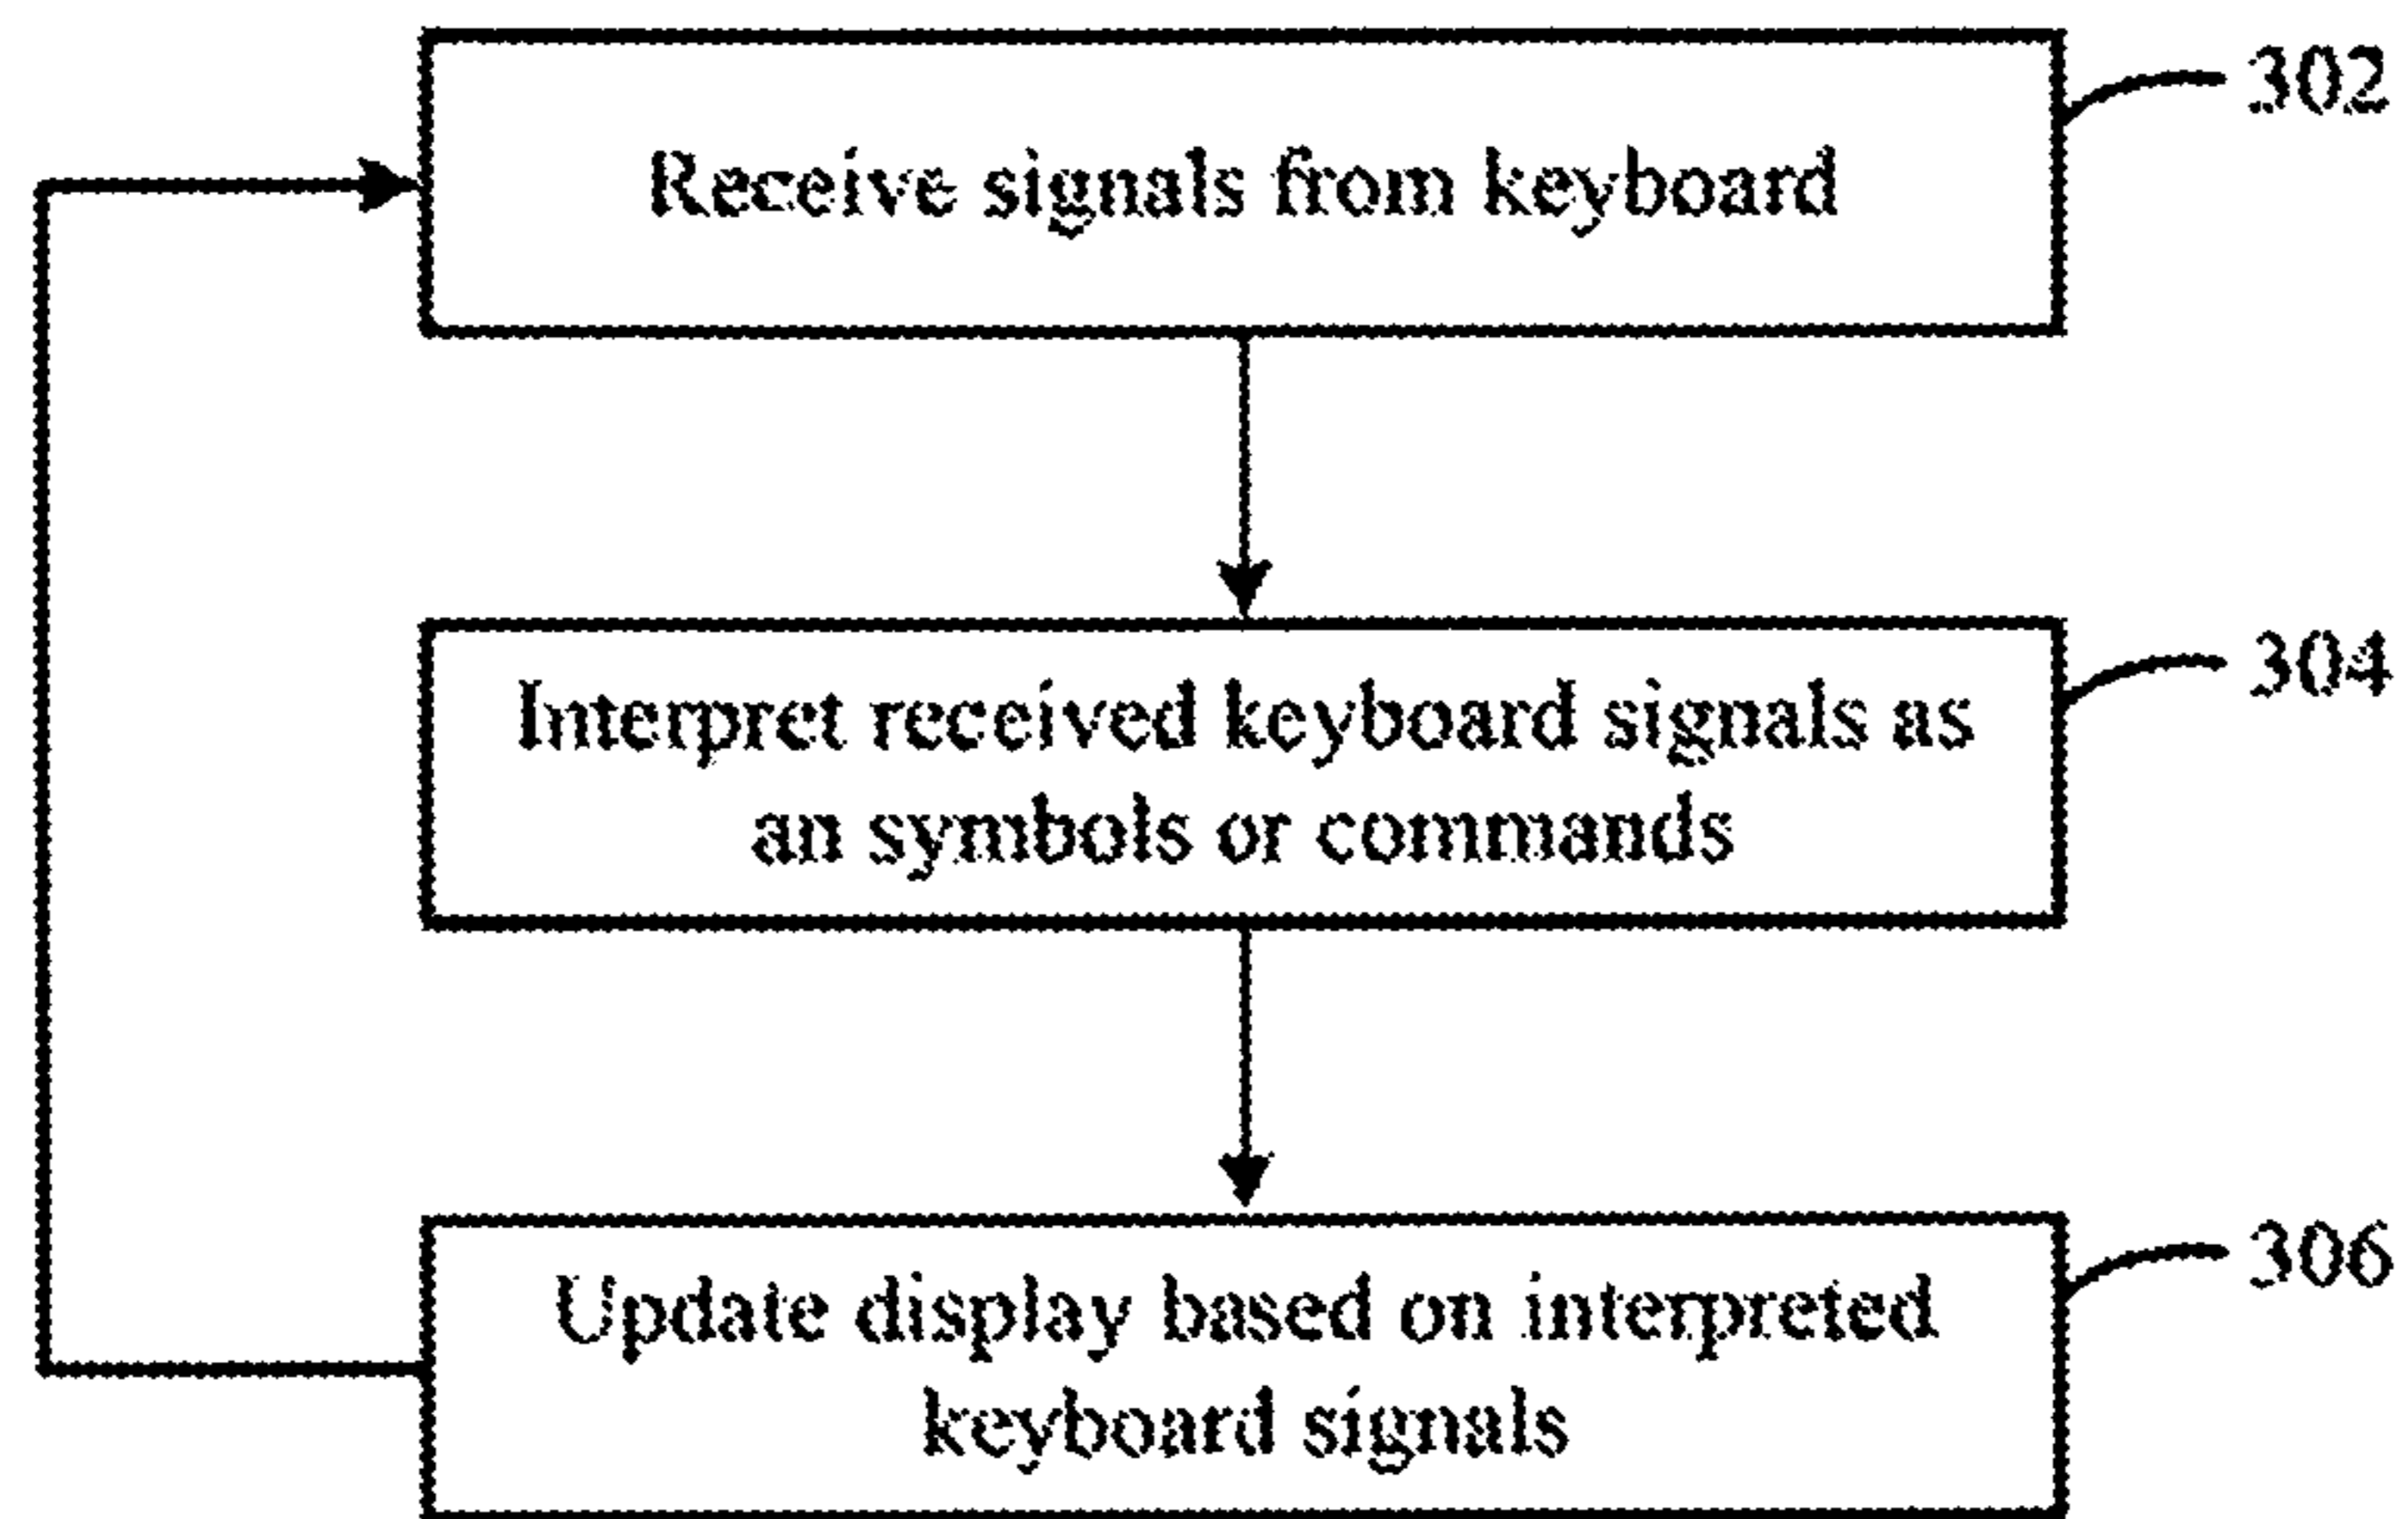 302
Receive signals from keyboard
304
Interpret received keyboard signals as
an symbols or commands
306
Update display based on interpreted
keyboard signals